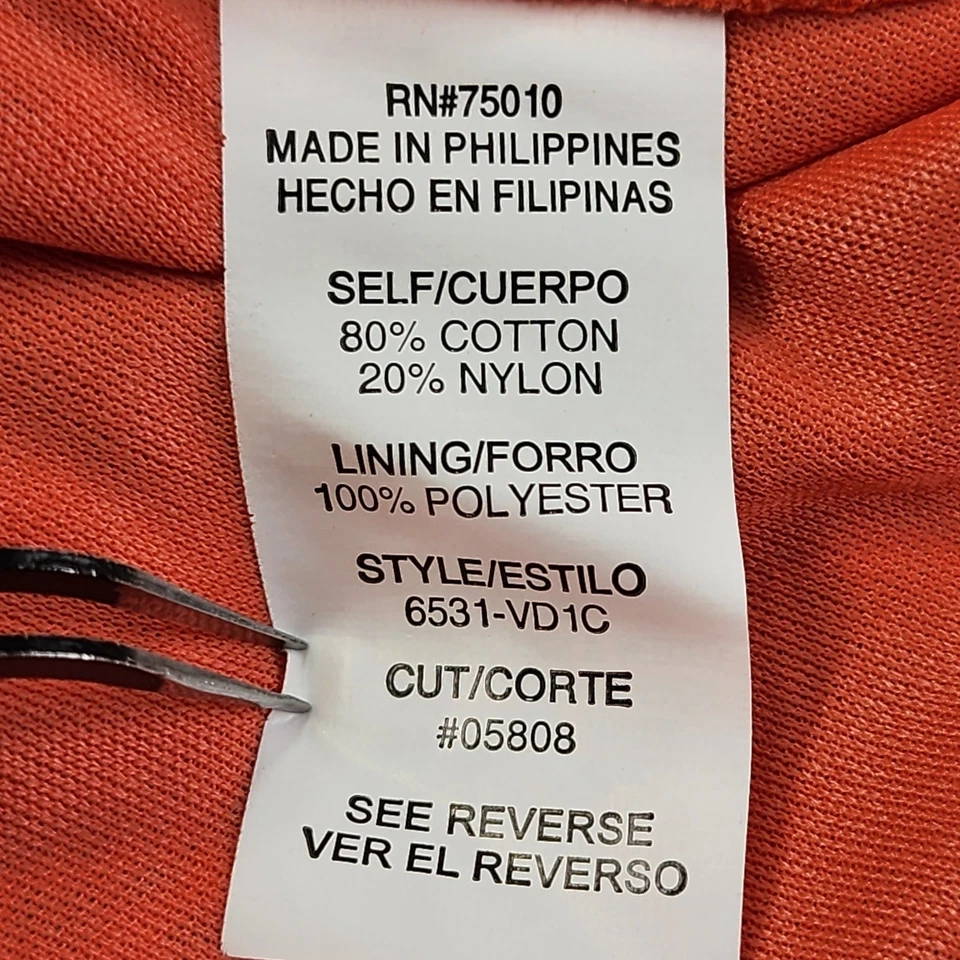 RN#75010
MADE IN PHILIPPINES
HECHO EN FILIPINAS
SELF/CUERPO
80% COTTON
20% NYLON
LINING/FORRO
100% POLYESTER
STYLE/ESTILO
6531-VD1C
CUT/CORTE
#05808
SEE REVERSE
VER EL REVERSO